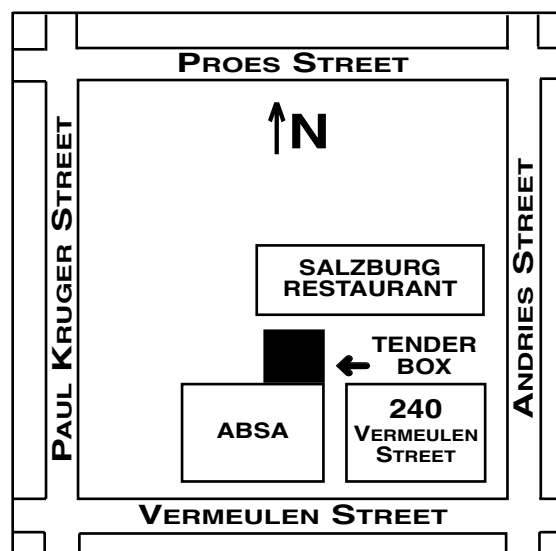 PROES STREET
N
PAUL KRUGER STREET
ANDRIES STREET
SALZBURG
RESTAURANT
TENDER
BOX
ABSA
240
VERMEULEN
STREET
VERMEULEN STREET